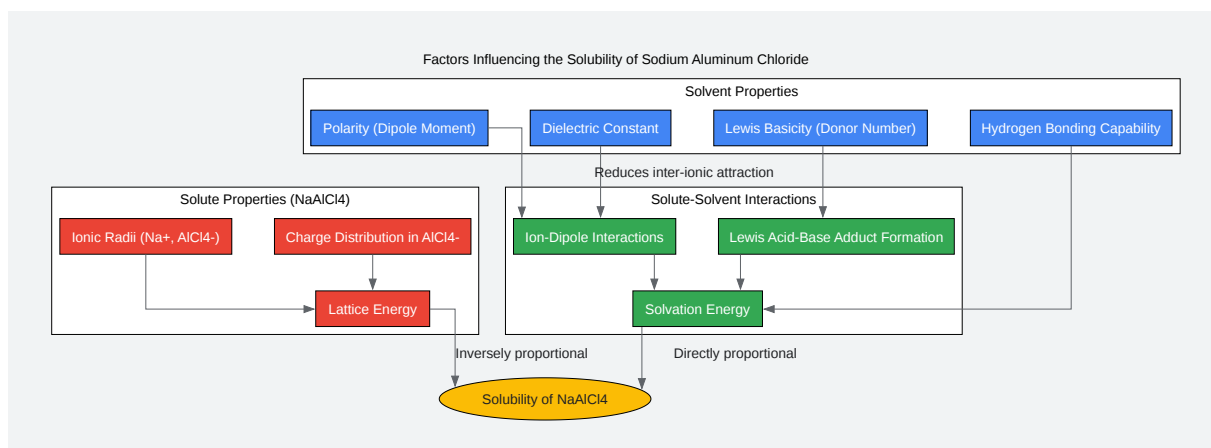 Factors Influencing the Solubility of Sodium Aluminum Chloride
Solvent Properties
Polarity (Dipole Moment)
Dielectric Constant
Lewis Basicity (Donor Number)
Hydrogen Bonding Capability
Reduces inter-ionic attraction
Solute Properties (NaAlCl4)
Ionic Radii (Na+, AlCl4-)
Charge Distribution in AlCl4-
Lattice Energy
Solute-Solvent Interactions
Ion-Dipole Interactions
Lewis Acid-Base Adduct Formation
Solvation Energy
Inversely proportional
Directly proportional
Solubility of NaAlCl4